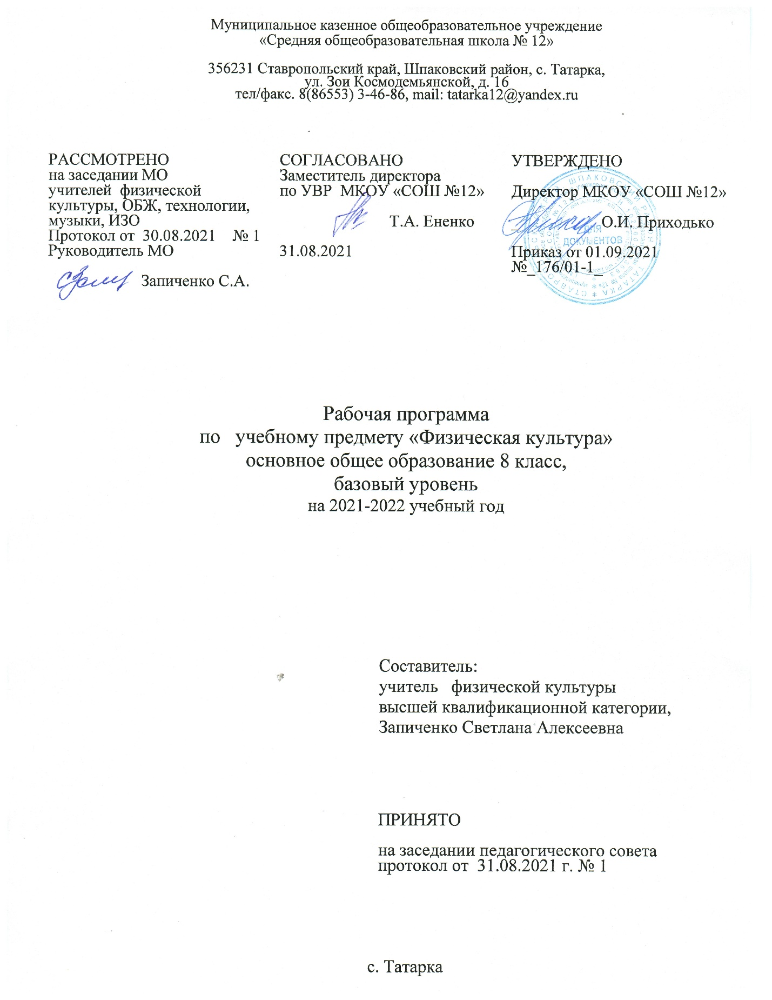 Муниципальное казенное общеобразовательное учреждение
«Средняя общеобразовательная школа № 12»
356231 Ставропольский край, Шпаковский район, с. Татарка,
ул. Зои Космодемьянской, д. 16
тел/факс. 8(86553) 3-46-86, mail: tatarka12@yandex.ru
РАССМОТРЕНО
на заседании МО
учителей физической
культуры, ОБЖ, технологии,
музыки, ИЗО
Протокол от 30.08.2021 № 1
Руководитель МО
Запиченко С.А.
СОГЛАСОВАНО
Заместитель директора
по УВР МКОУ «СОШ №12»
Т.А. Ененко
31.08.2021
УТВЕРЖДЕНО
Директор МКОУ «СОШ №12»
_ О.И. Приходько
Приказ от 01.09.2021
№_176/01-1_
ДЛЯ
ДОКУМЕНТОВ
Рабочая программа
по учебному предмету «Физическая культура»
основное общее образование 8 класс,
базовый уровень
на 2021-2022 учебный год
Составитель:
учитель физической культуры
высшей квалификационной категории,
Запиченко Светлана Алексеевна
ПРИНЯТО
на заседании педагогического совета
протокол от 31.08.2021 г. № 1
с. Татарка